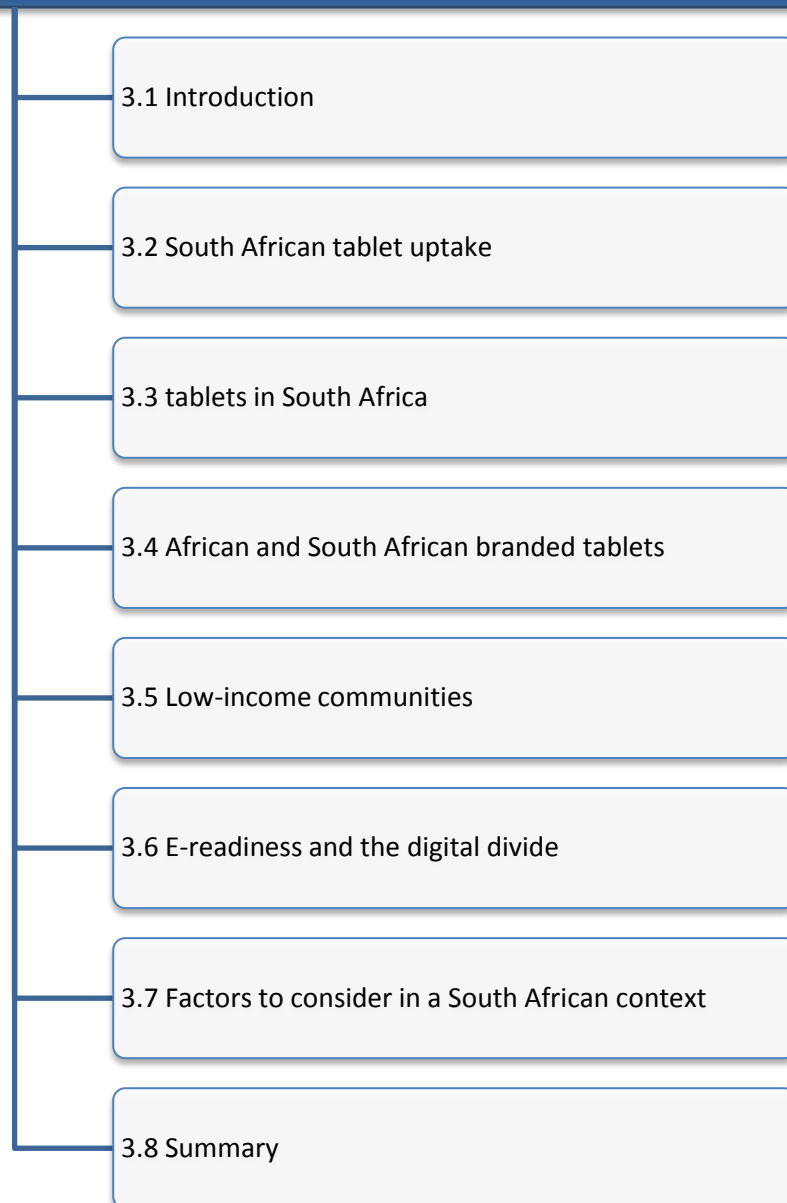 3.1 Introduction
3.2 South African tablet uptake
3.3 tablets in South Africa
3.4 African and South African branded tablets
3.5 Low-income communities
3.6 E-readiness and the digital divide
3.7 Factors to consider in a South African context
3.8 Summary